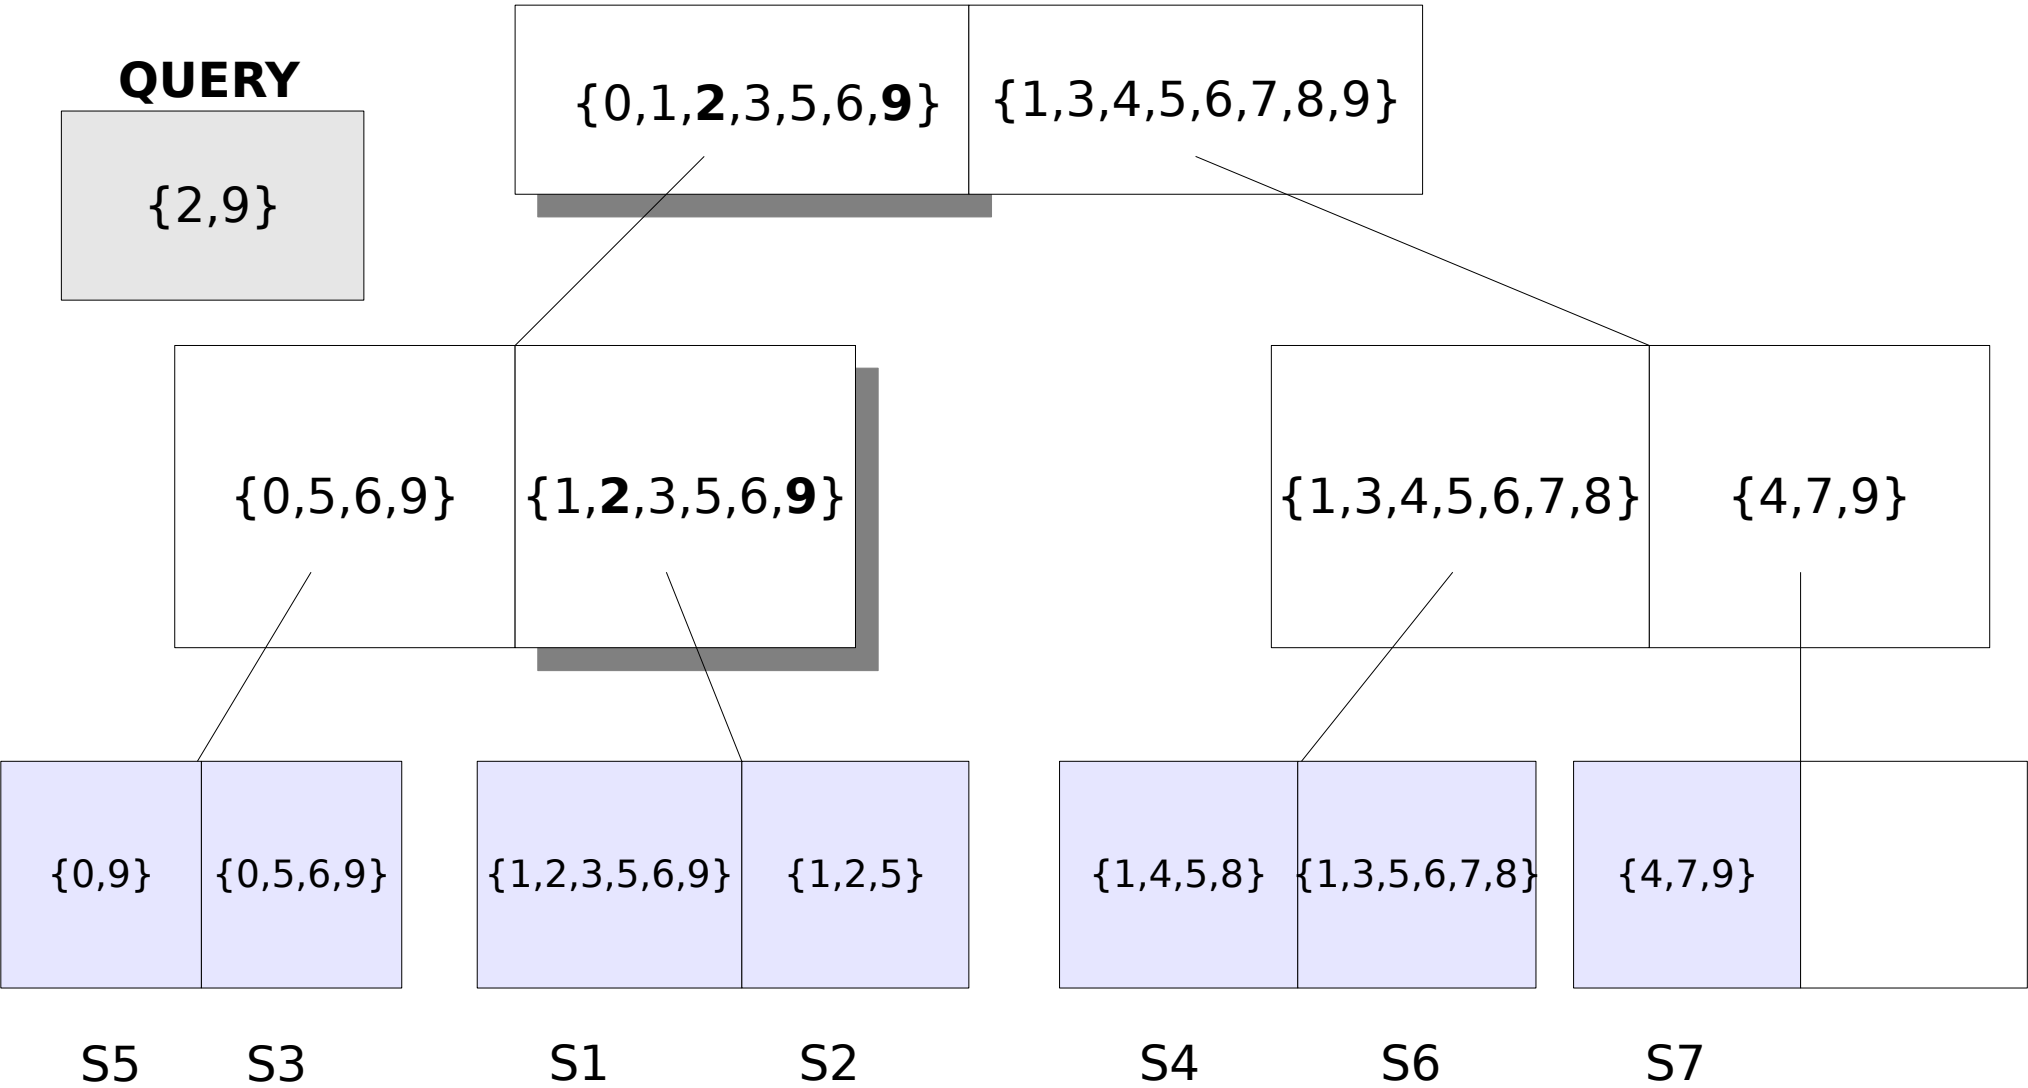 QUERY
{2,9}
{0,1,2,3,5,6,9} {1,3,4,5,6,7,8,9}
{0,5,6,9} {1,2,3,5,6,9} {1,3,4,5,6,7,8} {4,7,9}
{0,9} {0,5,6,9} {1,2,3,5,6,9} {1,2,5} {1,4,5,8} {1,3,5,6,7,8} {4,7,9}
S5 S3 S1 S2 S4 S6 S7